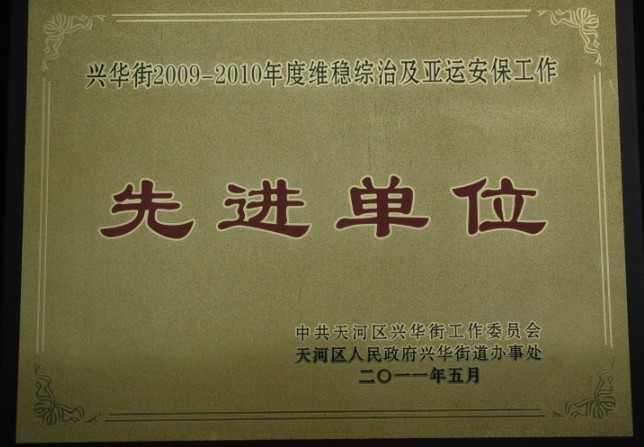 兴华街2009-2010年度维稳综治及亚运安保工作
先进单位
中共天河区兴华街工作委员会
天河区人民政府兴华街道办事处
二〇一一年五月